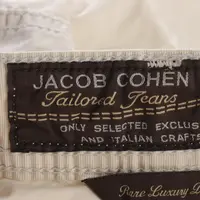 JACOB COHEN
Tailored Jeans
ONLY SELECTED EXCLUS
AND ITALIAN CRAFTS
Pure Luxury